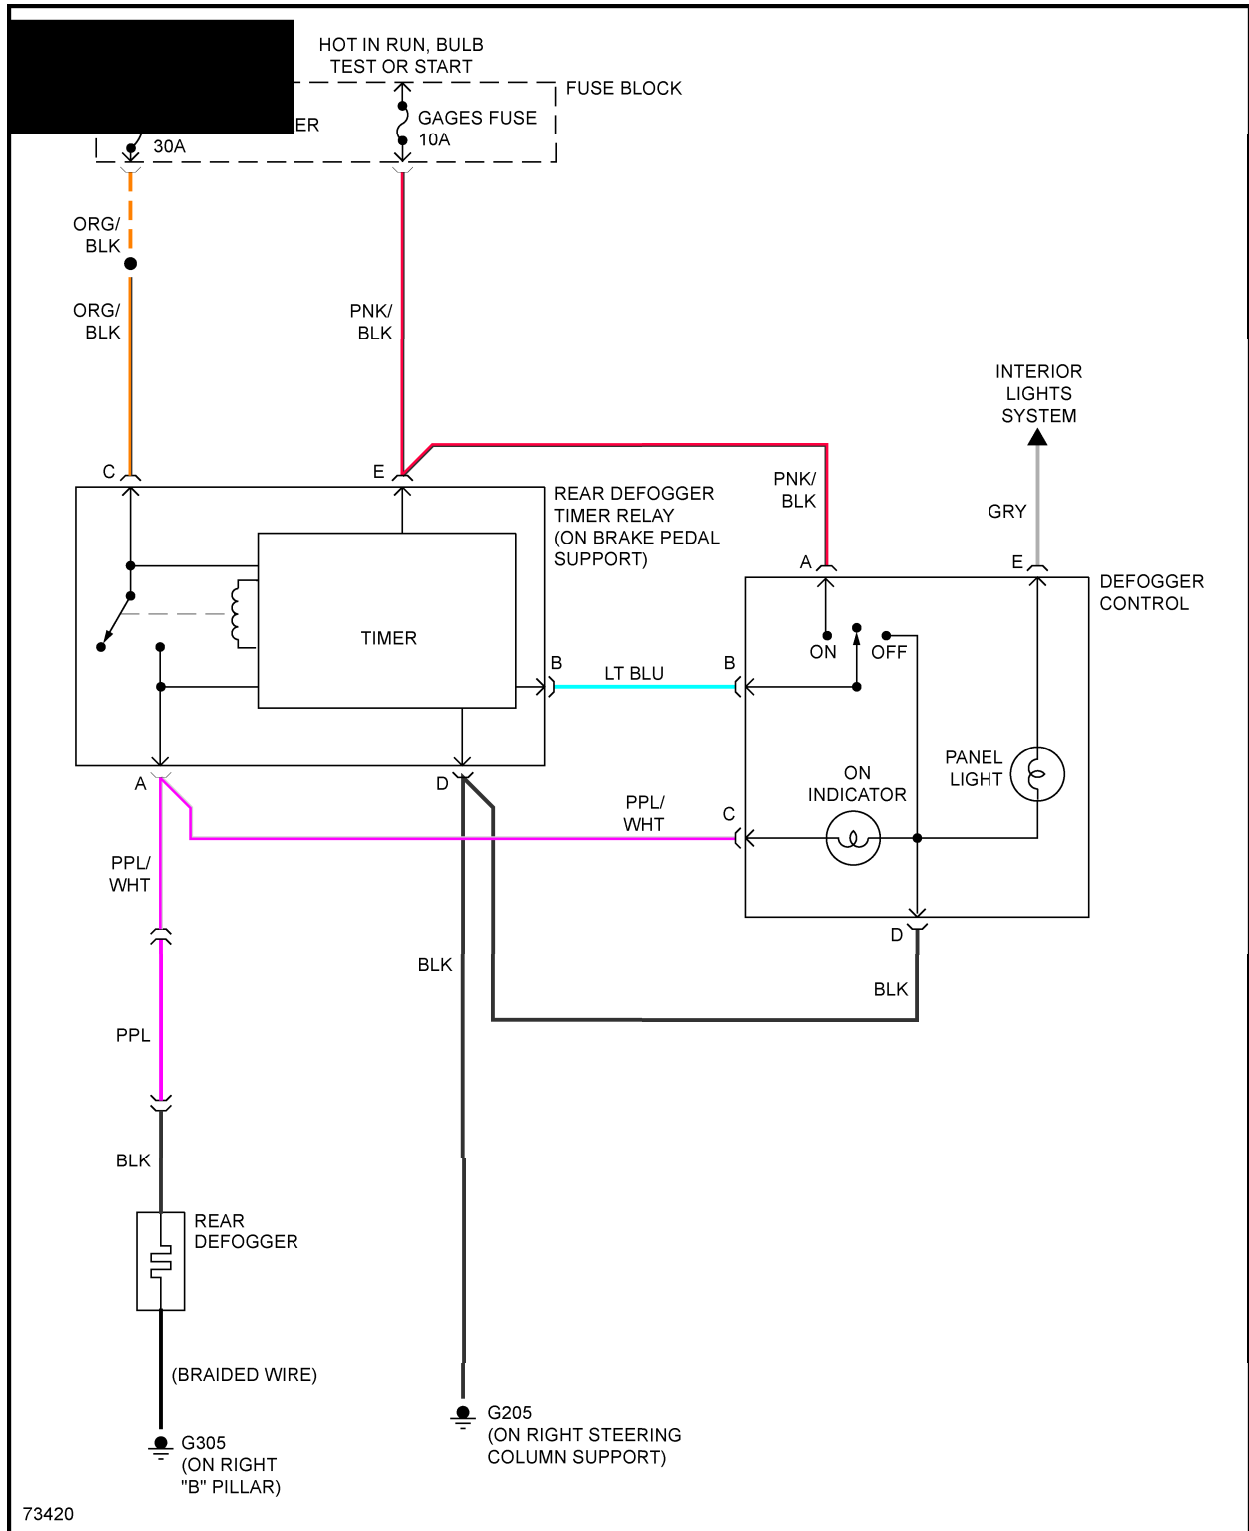 HOT IN RUN, BULB
TEST OR START
FUSE BLOCK
GAGES FUSE
10A
30A
ORG/
BLK
ORG/
BLK
PNK/
BLK
INTERIOR
LIGHTS
SYSTEM
C
E
PNK/
BLK
GRY
REAR DEFOGGER
TIMER RELAY
(ON BRAKE PEDAL
SUPPORT)
A
E
DEFOGGER
CONTROL
TIMER
ON
OFF
B
LT BLU
B
PANEL
LIGHT
ON
INDICATOR
A
D
PPL/
WHT
C
PPL/
WHT
D
BLK
BLK
PPL
BLK
REAR
DEFOGGER
(BRAIDED WIRE)
G205
(ON RIGHT STEERING
COLUMN SUPPORT)
G305
(ON RIGHT
"B" PILLAR)
73420